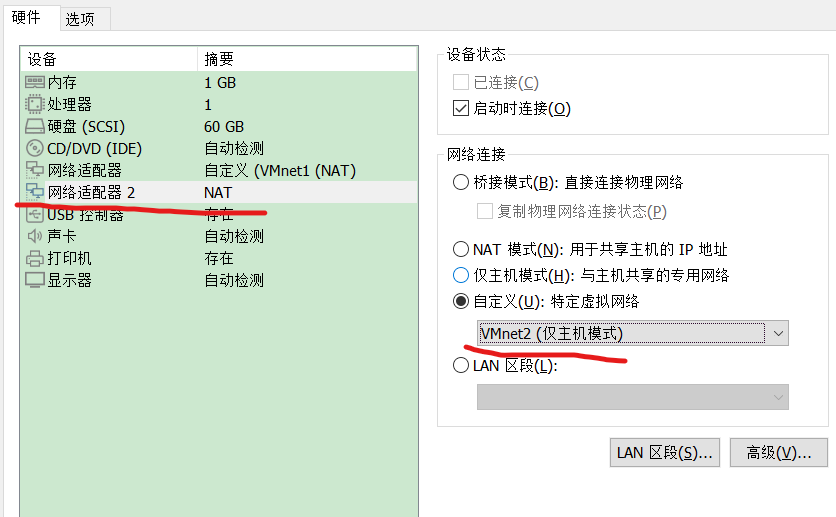 硬件 选项
设备 摘要
内存 1 GB
处理器 1
硬盘 (SCSI) 60 GB
CD/DVD (IDE) 自动检测
网络适配器 自定义 (VMnet1 (NAT)
网络适配器 2 NAT
USB 控制器 存在
声卡 自动检测
打印机 存在
显示器 自动检测
设备状态
已连接(C)
启动时连接(O)
网络连接
桥接模式(B): 直接连接物理网络
复制物理网络连接状态(P)
NAT 模式(N): 用于共享主机的 IP 地址
仅主机模式(H): 与主机共享的专用网络
自定义(U): 特定虚拟网络
VMnet2 (仅主机模式)
LAN 区段(L):
LAN 区段(S)... 高级(V)...